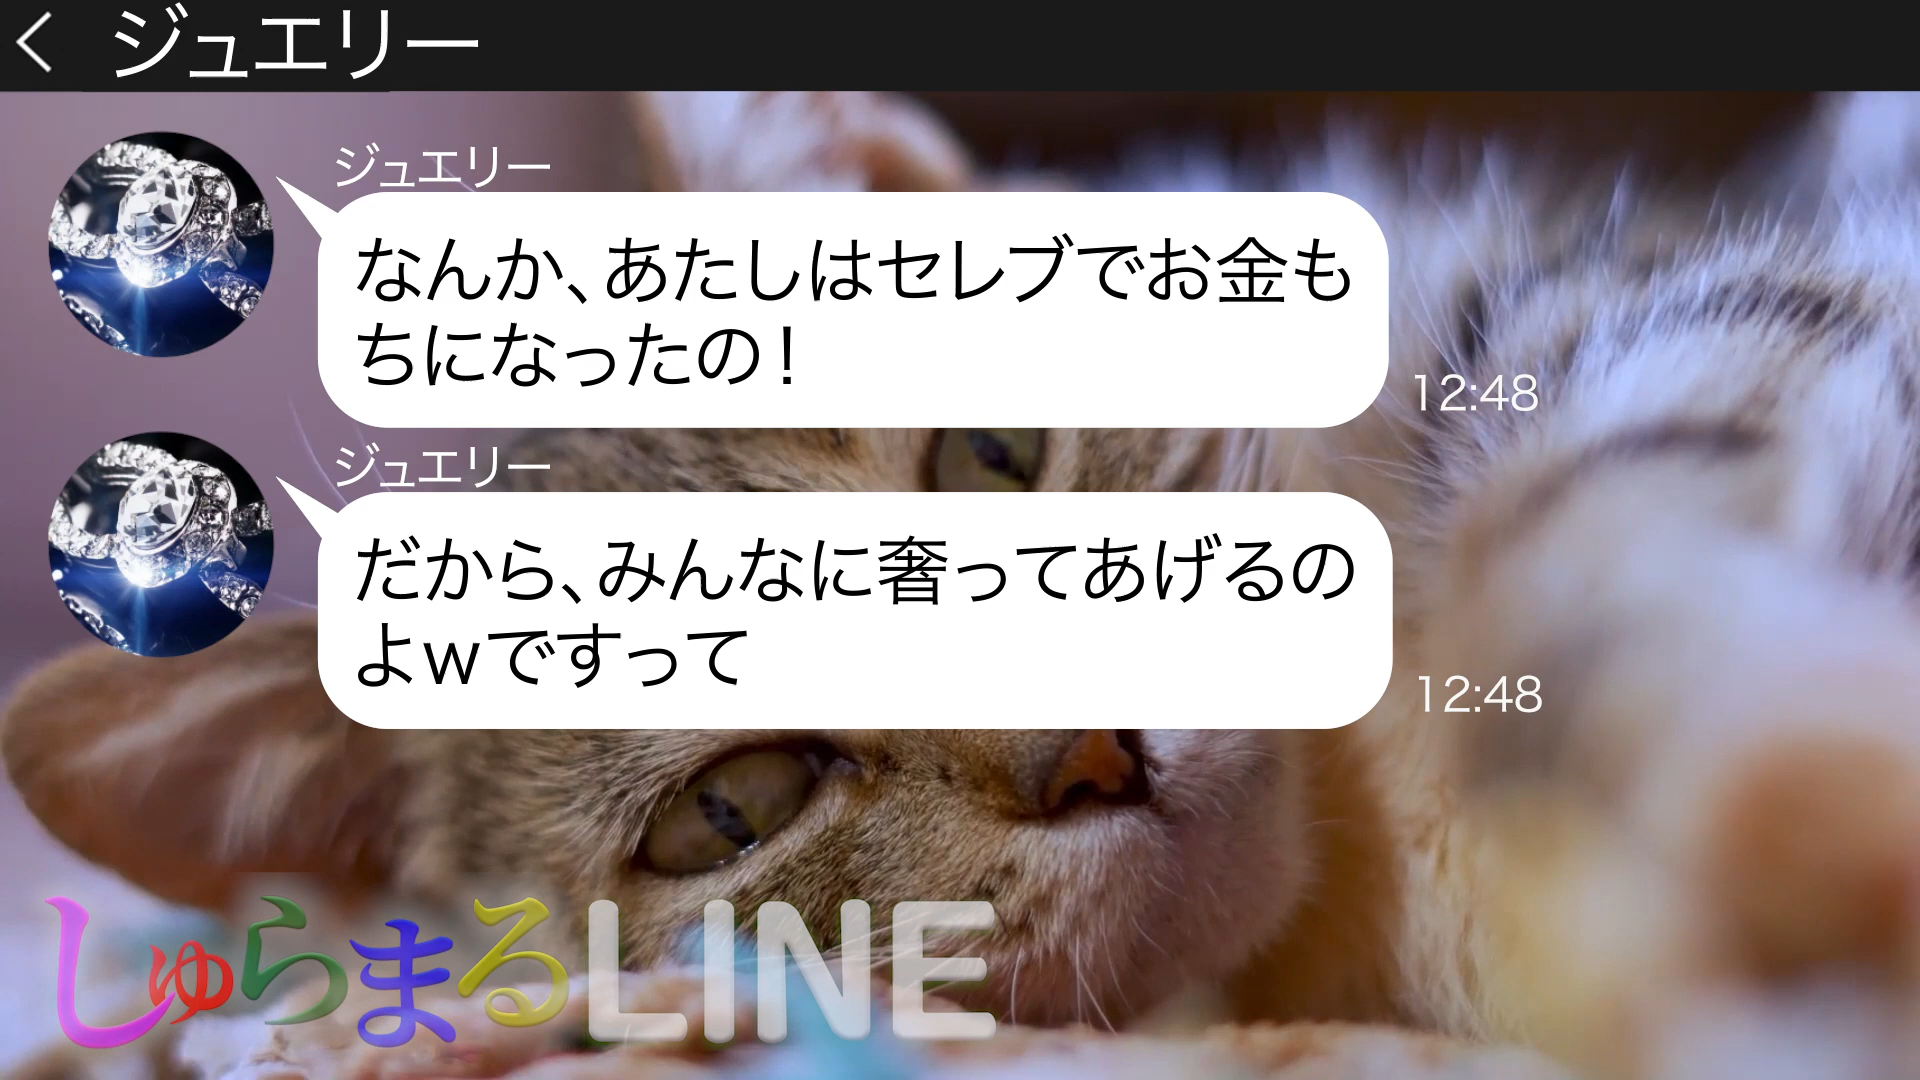 ジュエリー
ジュエリー
なんか、あたしはセレブでお金も
ちになったの！
12:48
ジュエリー
だから、みんなに奢ってあげるの
よwですって
12:48
しゅらまるLINE